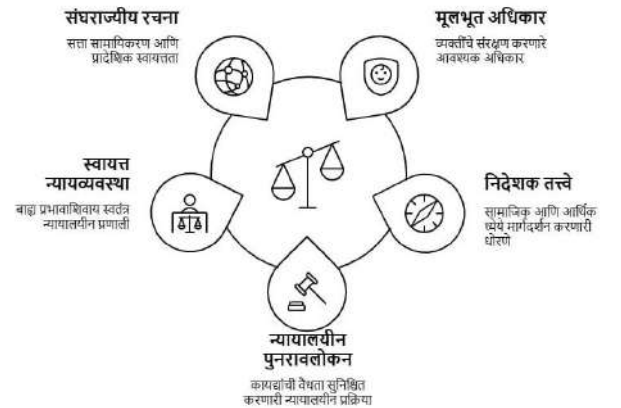 संघराज्यीय रचना
सत्ता सामायिकरण आणि
प्रादेशिक स्वायत्तता
मूलभूत अधिकार
व्यक्तींचे संरक्षण करणारे
आवश्यक अधिकार
स्वायत्त
न्यायव्यवस्था
बाह्य प्रभावाशिवाय स्वतंत्र
न्यायालयीन प्रणाली
निदेशक तत्त्वे
सामाजिक आणि आर्थिक
ध्येये मार्गदर्शन करणारी
धोरणे
न्यायालयीन
पुनरावलोकन
कायद्यांची वैधता सुनिश्चित
करणारी न्यायालयीन प्रक्रिया